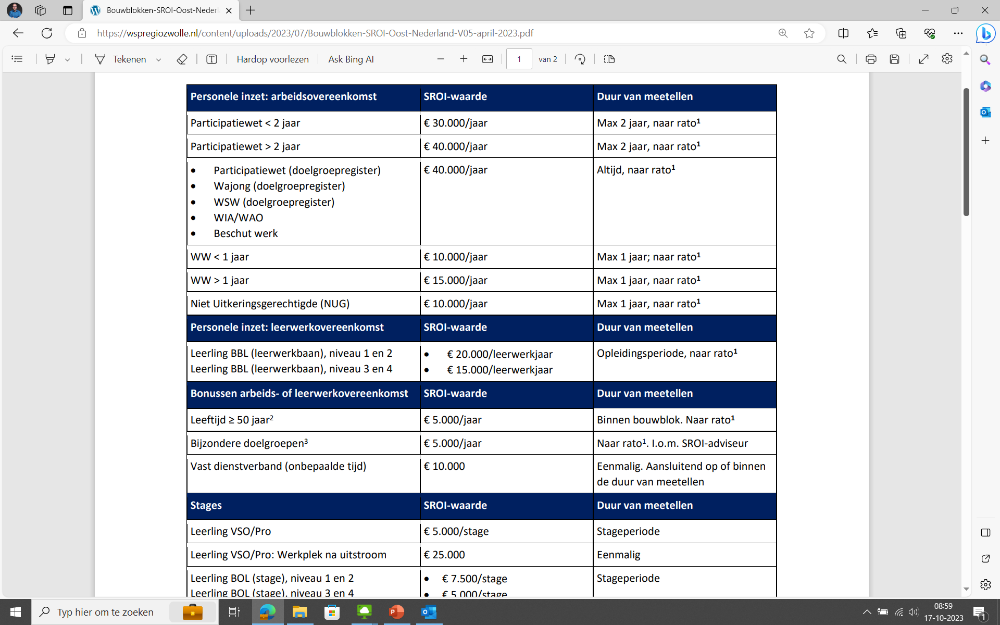 Bouwblokken-SROI-Oost-Nederl
https://wspregiozwolle.nl/content/uploads/2023/07/Bouwblokken-SROI-Oost-Nederland-V05-april-2023.pdf
Tekenen Hardop voorlezen Ask Bing AI 1 van 2
Personele inzet: arbeidsovereenkomst SROI-waarde Duur van meetellen
Participatiewet < 2 jaar € 30.000/jaar Max 2 jaar, naar rato¹
Participatiewet > 2 jaar € 40.000/jaar Max 2 jaar, naar rato¹
• Participatiewet (doelgroepregister) € 40.000/jaar Altijd, naar rato¹
• Wajong (doelgroepregister)
• WSW (doelgroepregister)
• WIA/WAO
• Beschut werk
WW < 1 jaar € 10.000/jaar Max 1 jaar; naar rato¹
WW > 1 jaar € 15.000/jaar Max 1 jaar, naar rato¹
Niet Uitkeringsgerechtigde (NUG) € 10.000/jaar Max 1 jaar, naar rato¹
Personele inzet: leerwerkovereenkomst SROI-waarde Duur van meetellen
Leerling BBL (leerwerkbaan), niveau 1 en 2 • € 20.000/leerwerkjaar Opleidingsperiode, naar rato¹
Leerling BBL (leerwerkbaan), niveau 3 en 4 • € 15.000/leerwerkjaar
Bonussen arbeids- of leerwerkovereenkomst SROI-waarde Duur van meetellen
Leeftijd ≥ 50 jaar² € 5.000/jaar Binnen bouwblok. Naar rato¹
Bijzondere doelgroepen³ € 5.000/jaar Naar rato¹. I.o.m. SROI-adviseur
Vast dienstverband (onbepaalde tijd) € 10.000 Eenmalig. Aansluitend op of binnen
de duur van meetellen
Stages SROI-waarde Duur van meetellen
Leerling VSO/Pro € 5.000/stage Stageperiode
Leerling VSO/Pro: Werkplek na uitstroom € 25.000 Eenmalig
Leerling BOL (stage), niveau 1 en 2 • € 7.500/stage Stageperiode
Leerling BOL (stage), niveau 3 en 4 • € 5.000/stage
Typ hier om te zoeken
08:59
17-10-2023
1